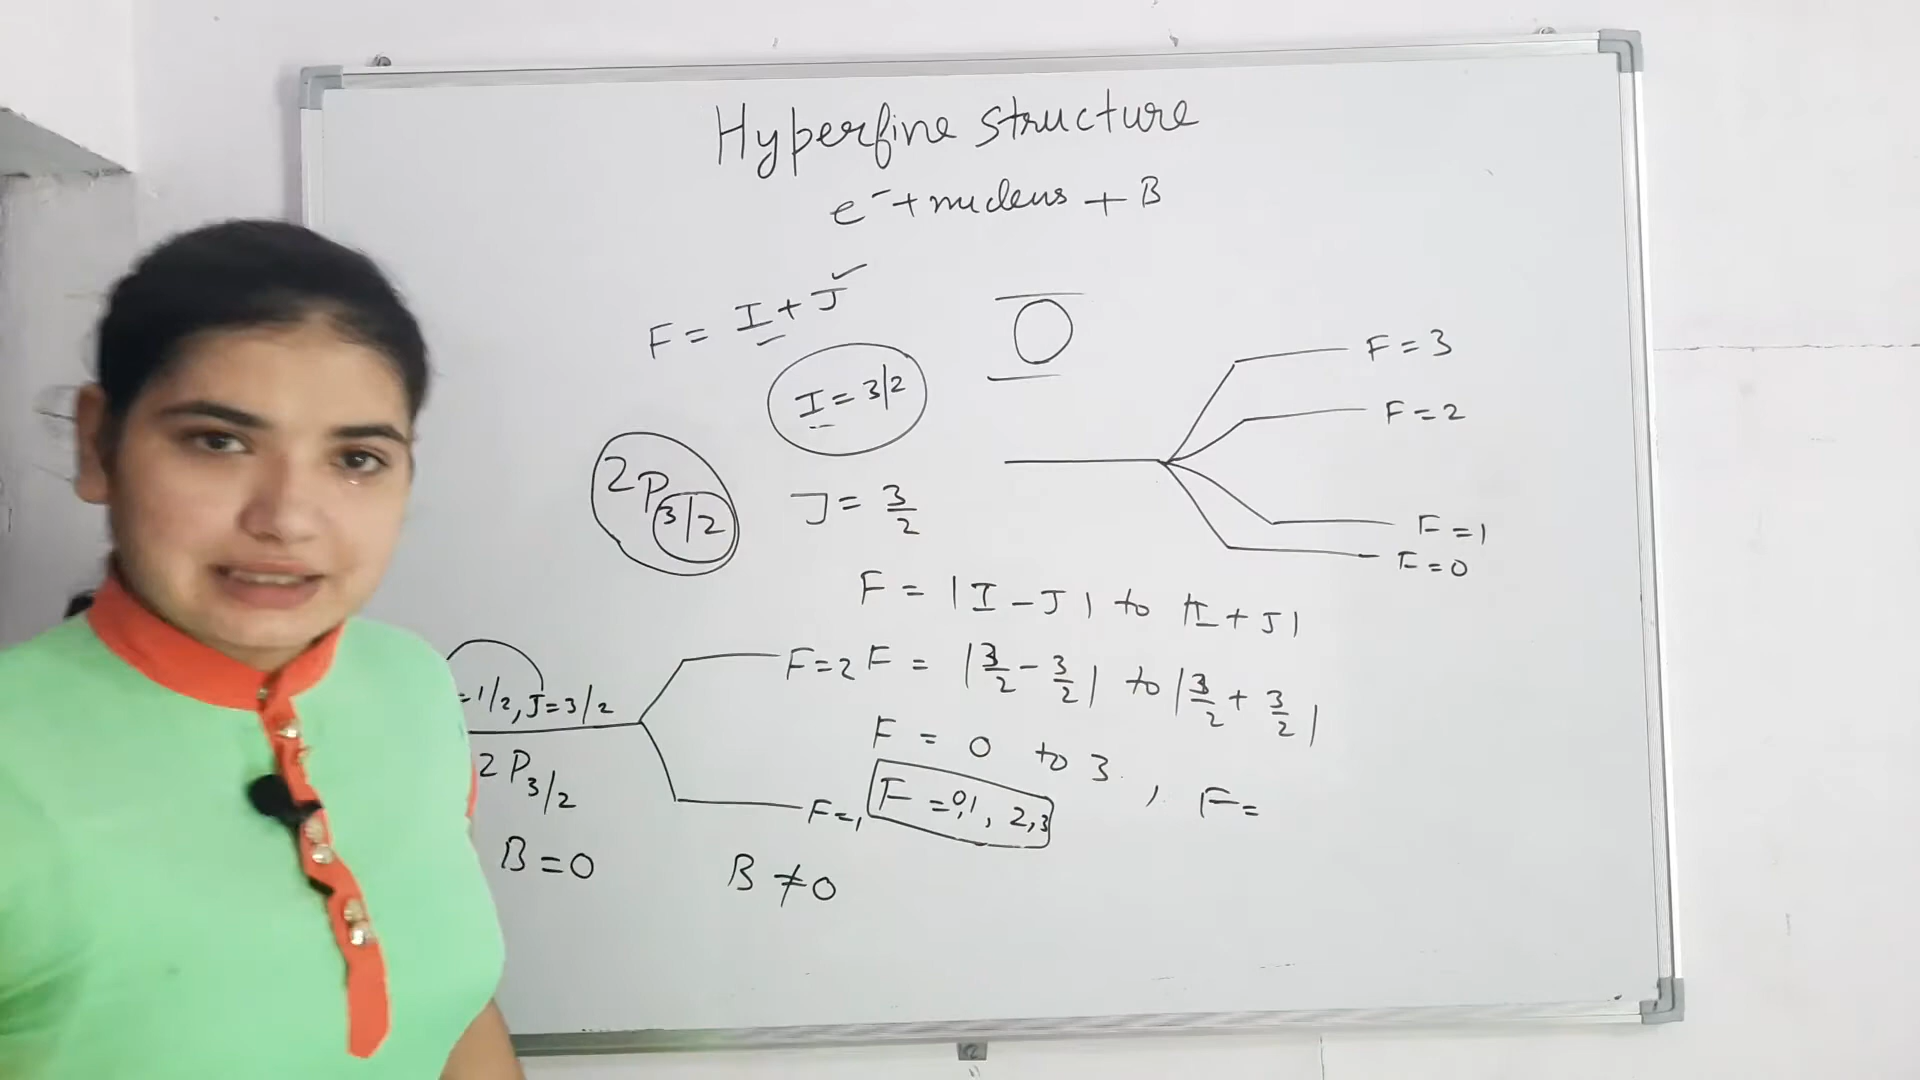 Hyperfine structure
e⁻ + nucleus + B
F = I + J ✓
I = 3/2
2P3/2
J = 3/2
F = 3
F = 2
F = 1
F = 0
F = |I - J| to |I + J|
F = |3/2 - 3/2| to |3/2 + 3/2|
F = 0 to 3 , F =
F = 0,1, 2,3
=1/2, J=3/2
2P3/2
F=2
F=1
B=0
B≠0